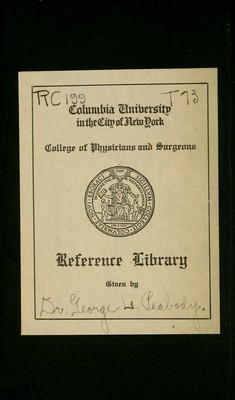 RC199 T73
Columbia University
in the City of New York
College of Physicians and Surgeons
Reference Library
Given by
Dr. George L. Peabody.